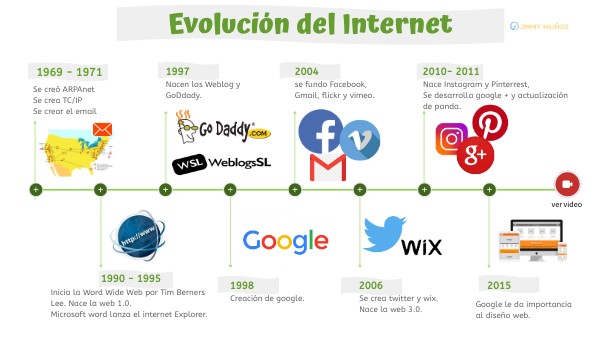 Evolución del Internet
JIMMY MUÑOZ
1969 - 1971
Se creó ARPAnet
Se crea TC/IP
Se crear el email
1997
Nacen los Weblog y
GoDdady.
GO Daddy.COM
WSL WeblogsSL
2004
se fundo Facebook,
Gmail, flickr y vimeo.
2010- 2011
Nace Instagram y Pinterrest,
Se desarrolla google + y actualización
de panda.
g+
ver video
http://www
1990 - 1995
Inicia la Word Wide Web por Tim Berners
Lee. Nace la web 1.0.
Microsoft word lanza el internet Explorer.
Google
1998
Creación de google.
WiX
2006
Se crea twitter y wix.
Nace la web 3.0.
2015
Google le da importancia
al diseño web.